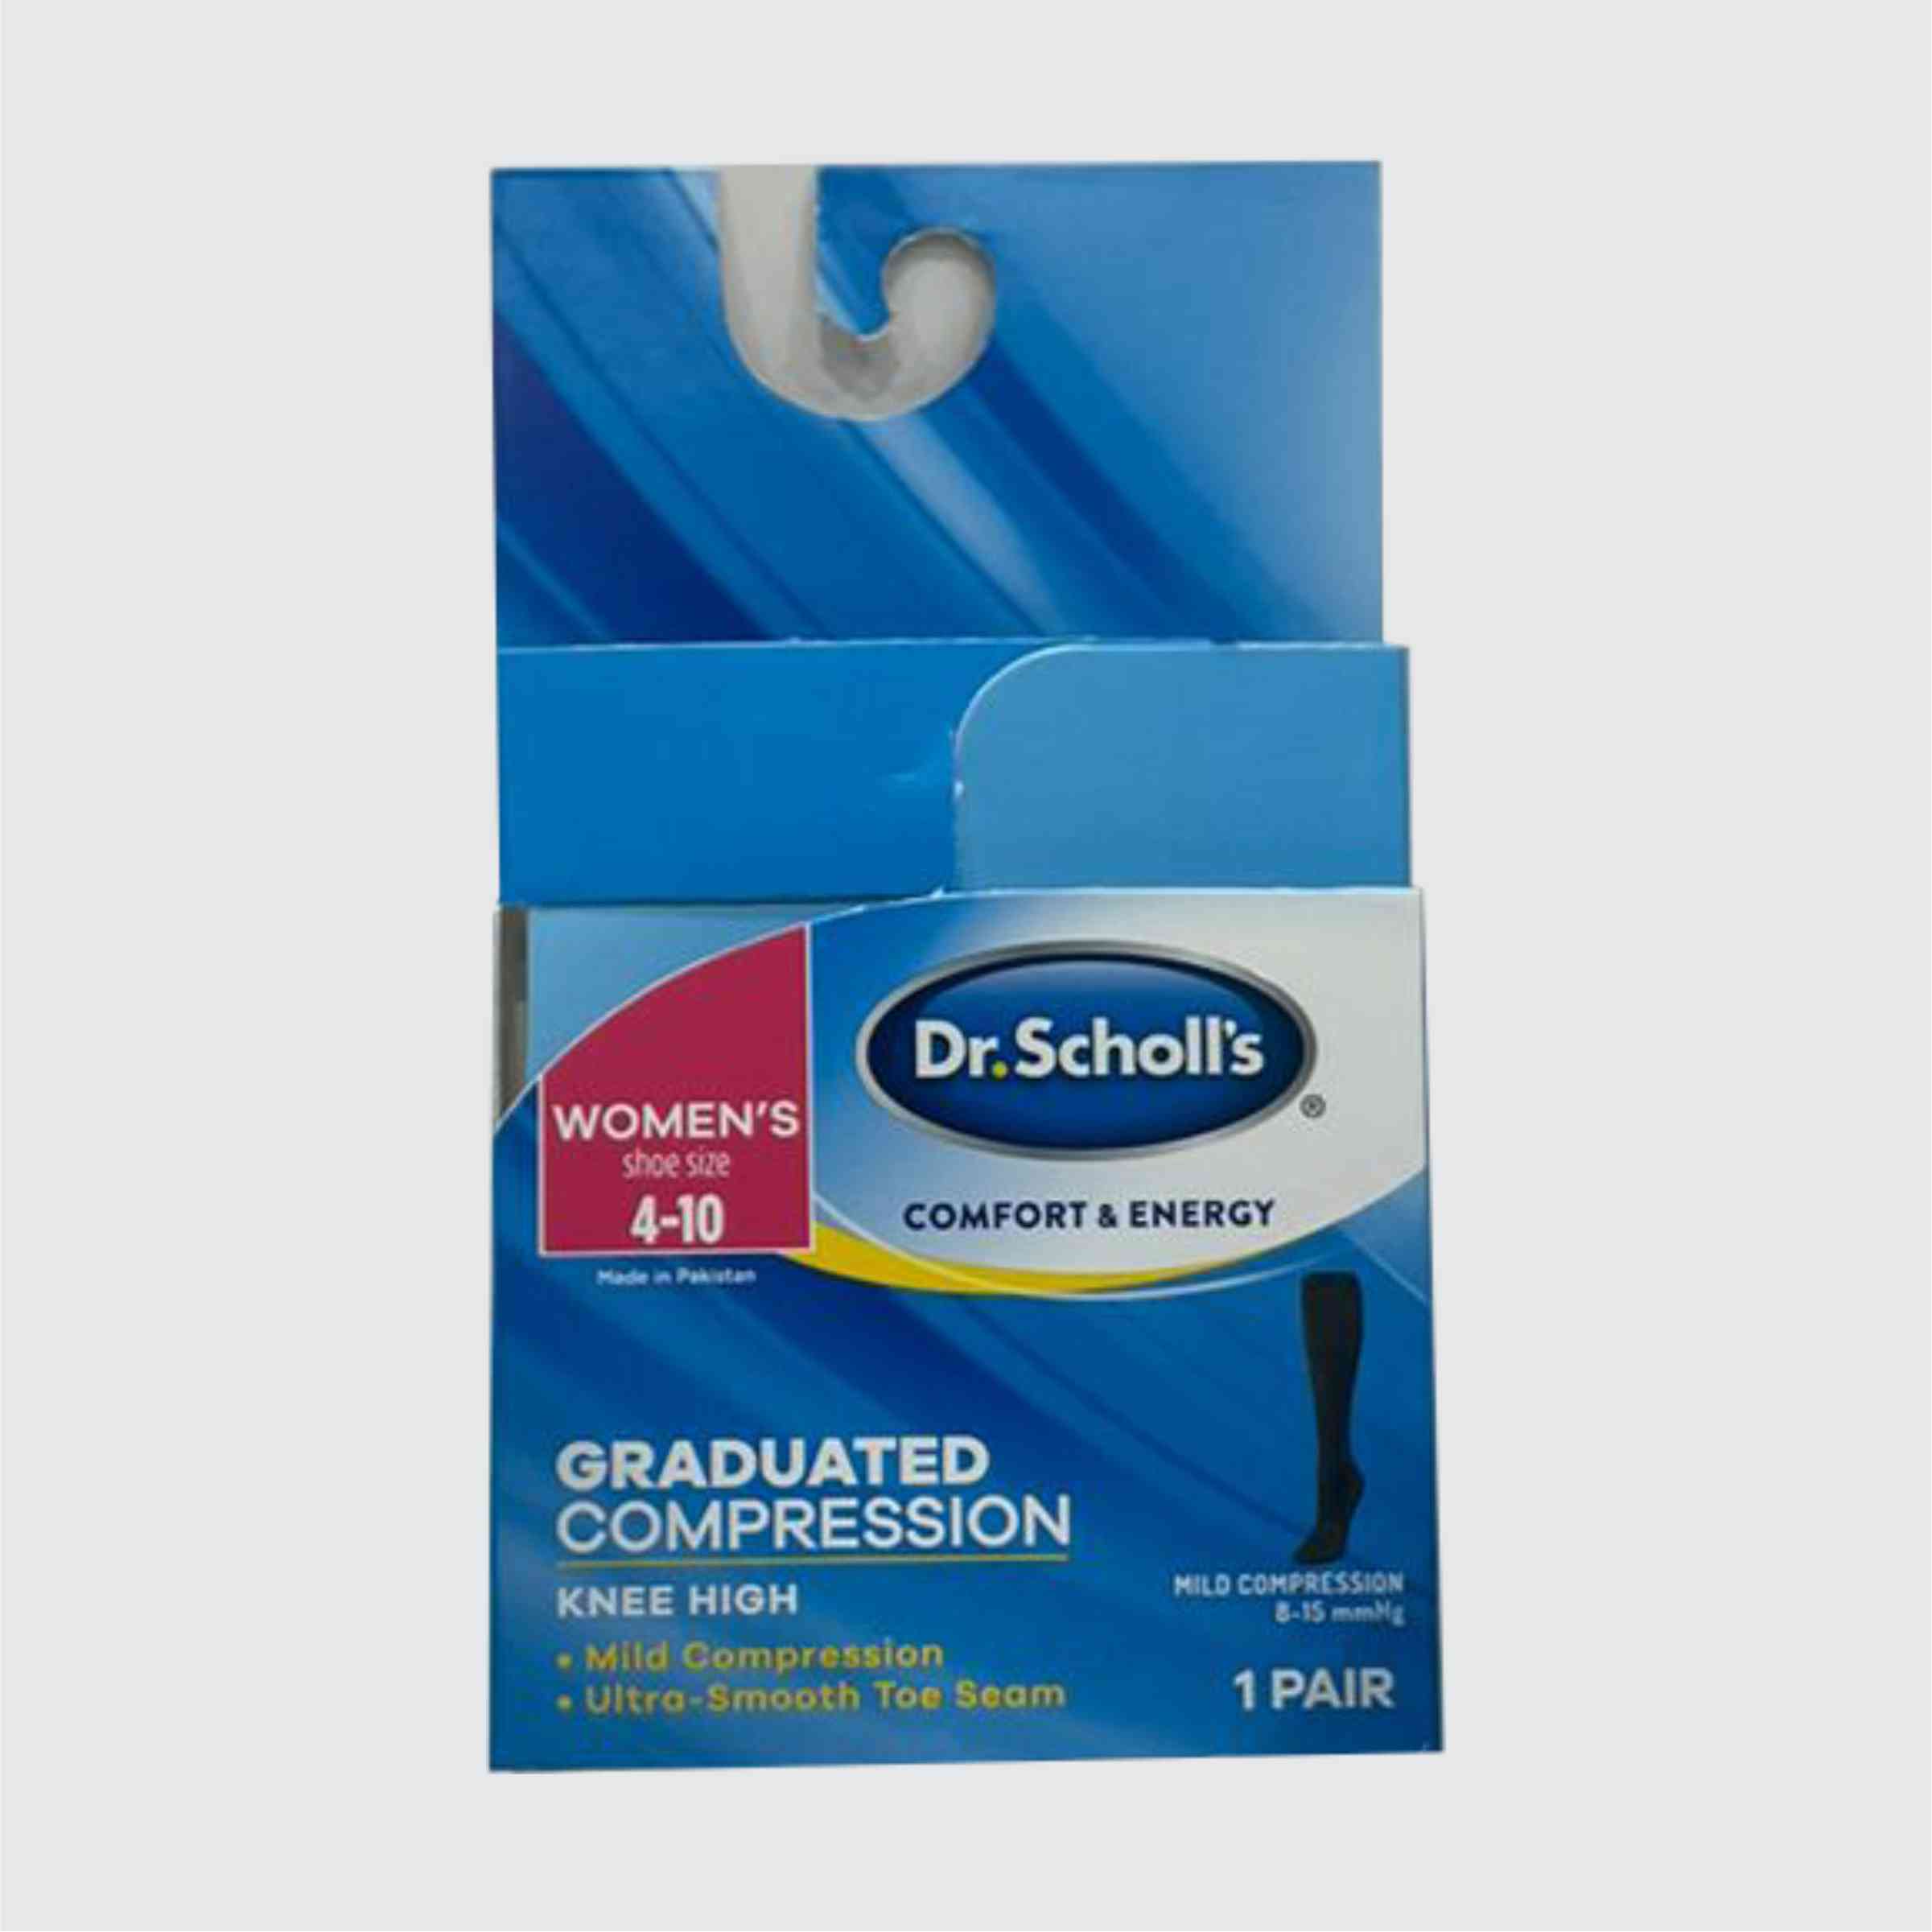 Dr.Scholl's
®
COMFORT & ENERGY
WOMEN'S
shoe size
4-10
Made in Pakistan
GRADUATED
COMPRESSION
KNEE HIGH
• Mild Compression
• Ultra-Smooth Toe Seam
MILD COMPRESSION
8-15 mmHg
1 PAIR